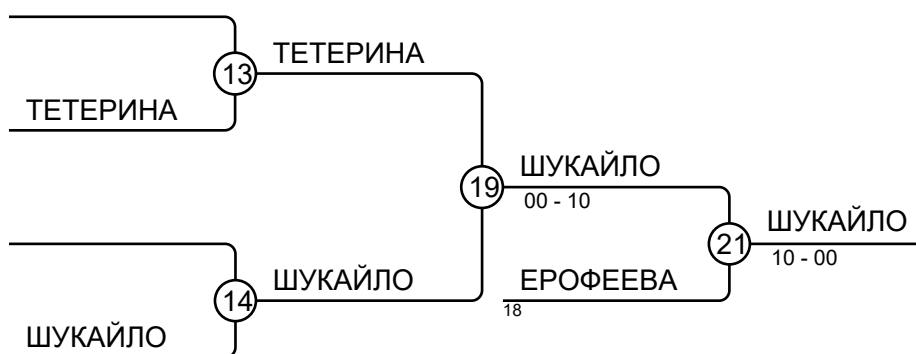 ТЕТЕРИНА
13
ТЕТЕРИНА
ШУКАЙЛО
19
00 - 10
ШУКАЙЛО
21
10 - 00
ШУКАЙЛО
14
ЕРОФЕЕВА
18
ШУКАЙЛО